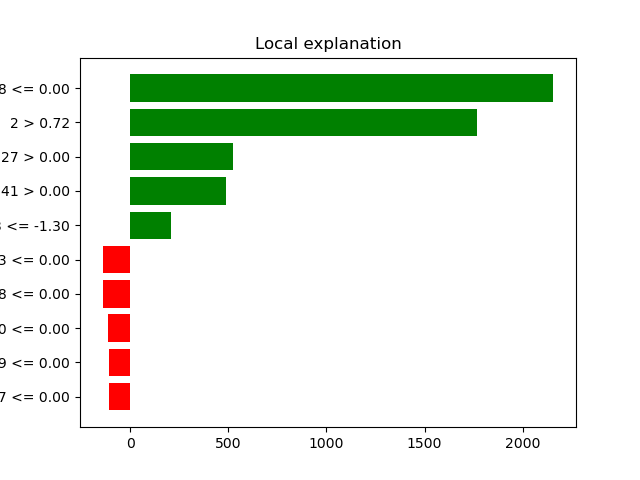 Local explanation
8 <= 0.00
2 > 0.72
27 > 0.00
41 > 0.00
<= -1.30
3 <= 0.00
8 <= 0.00
0 <= 0.00
9 <= 0.00
7 <= 0.00
0 500 1000 1500 2000